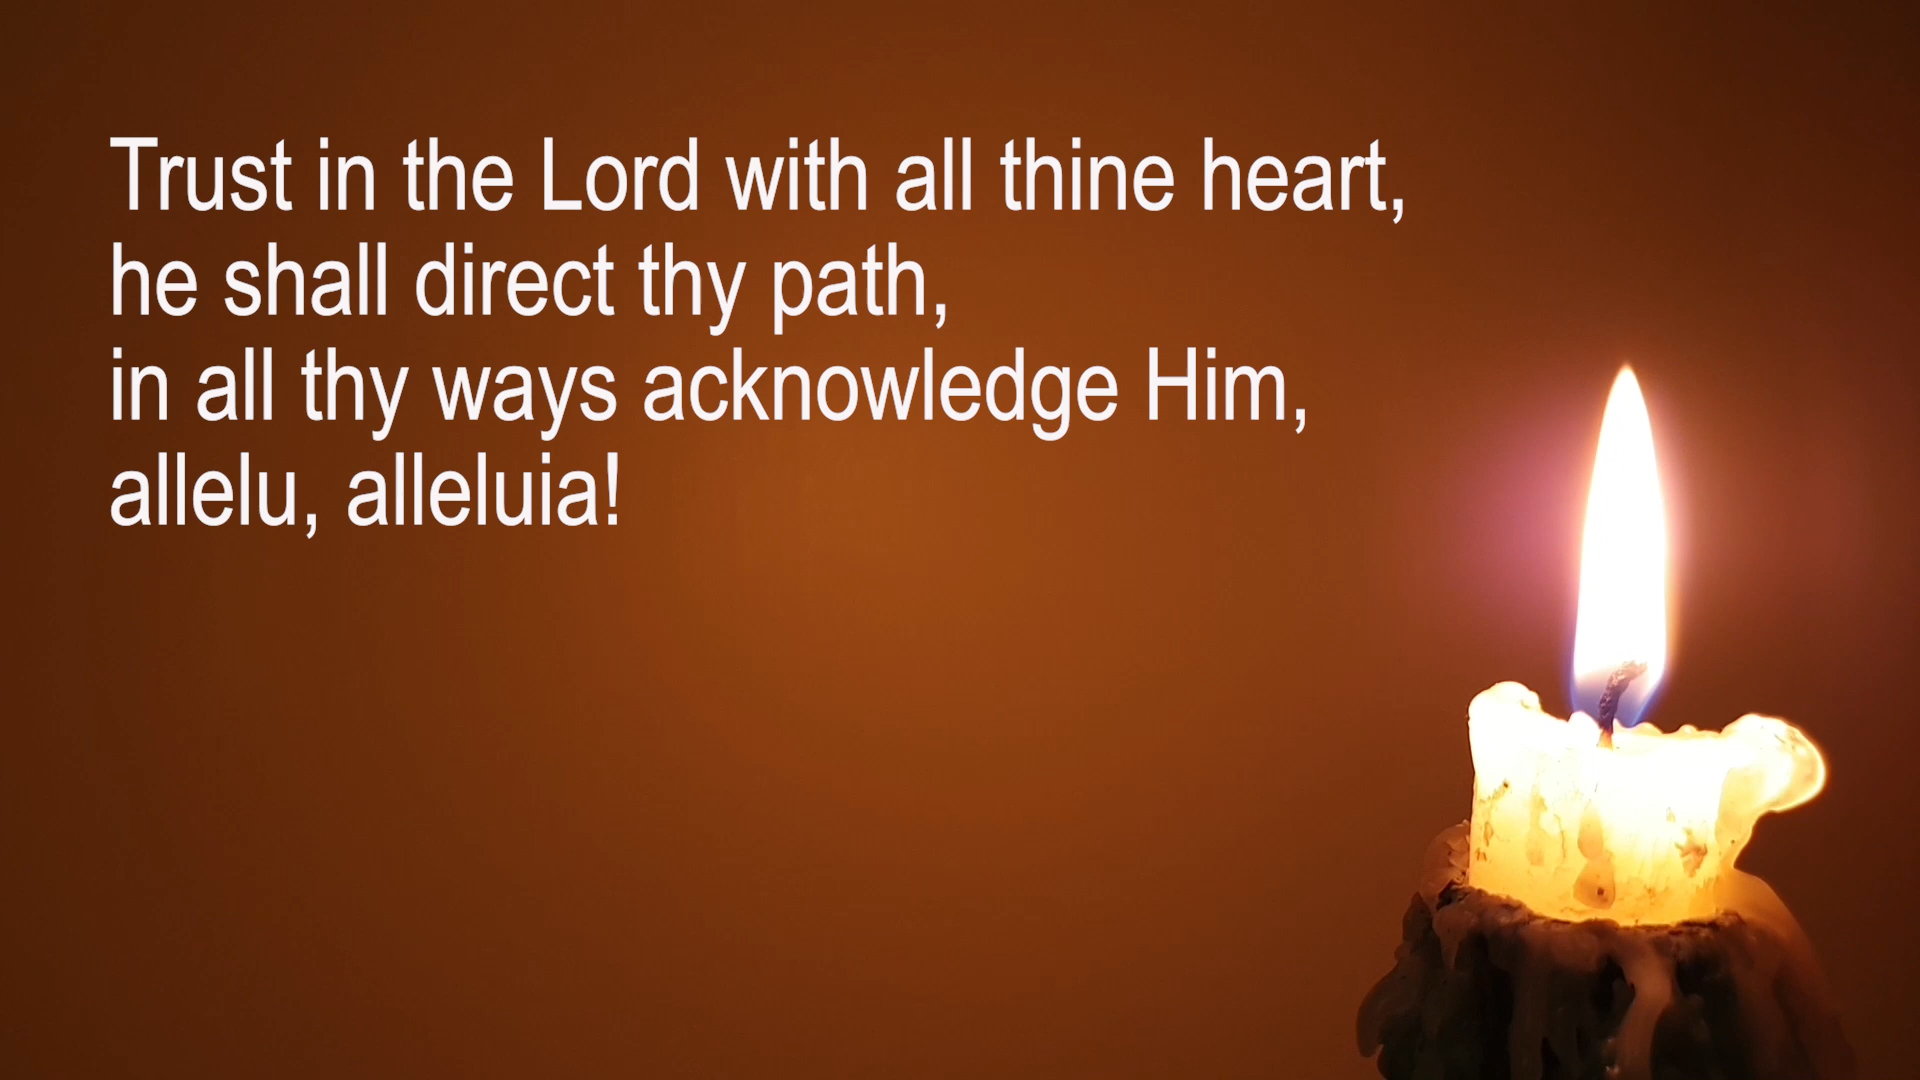 Trust in the Lord with all thine heart,
he shall direct thy path,
in all thy ways acknowledge Him,
allelu, alleluia!